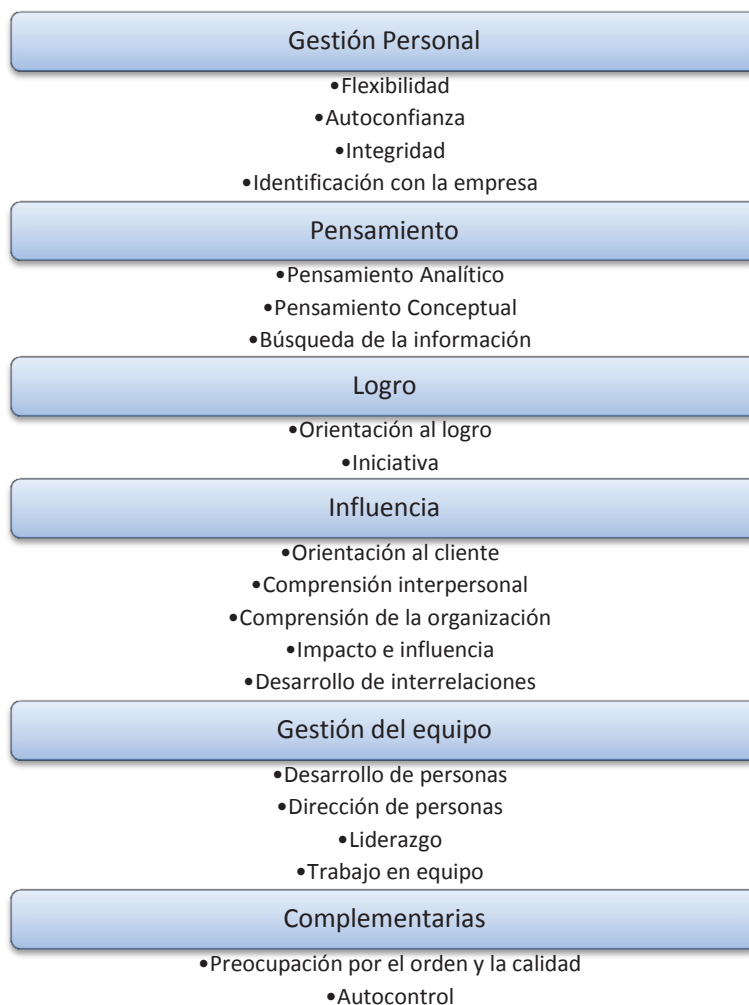 Gestión Personal
•Flexibilidad
•Autoconfianza
•Integridad
•Identificación con la empresa
Pensamiento
•Pensamiento Analítico
•Pensamiento Conceptual
•Búsqueda de la información
Logro
•Orientación al logro
•Iniciativa
Influencia
•Orientación al cliente
•Comprensión interpersonal
•Comprensión de la organización
•Impacto e influencia
•Desarrollo de interrelaciones
Gestión del equipo
•Desarrollo de personas
•Dirección de personas
•Liderazgo
•Trabajo en equipo
Complementarias
•Preocupación por el orden y la calidad
•Autocontrol